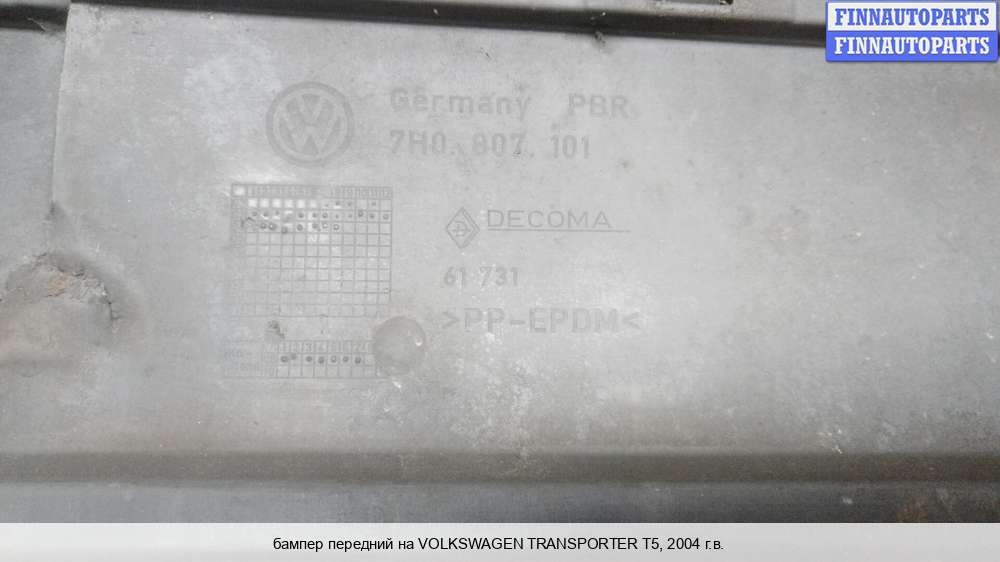 FINNAUTOPARTS
FINNAUTOPARTS
Germany PBR
7H0. 807. 101
DECOMA
61 731
>PP-EPDM<
бампер передний на VOLKSWAGEN TRANSPORTER T5, 2004 г.в.